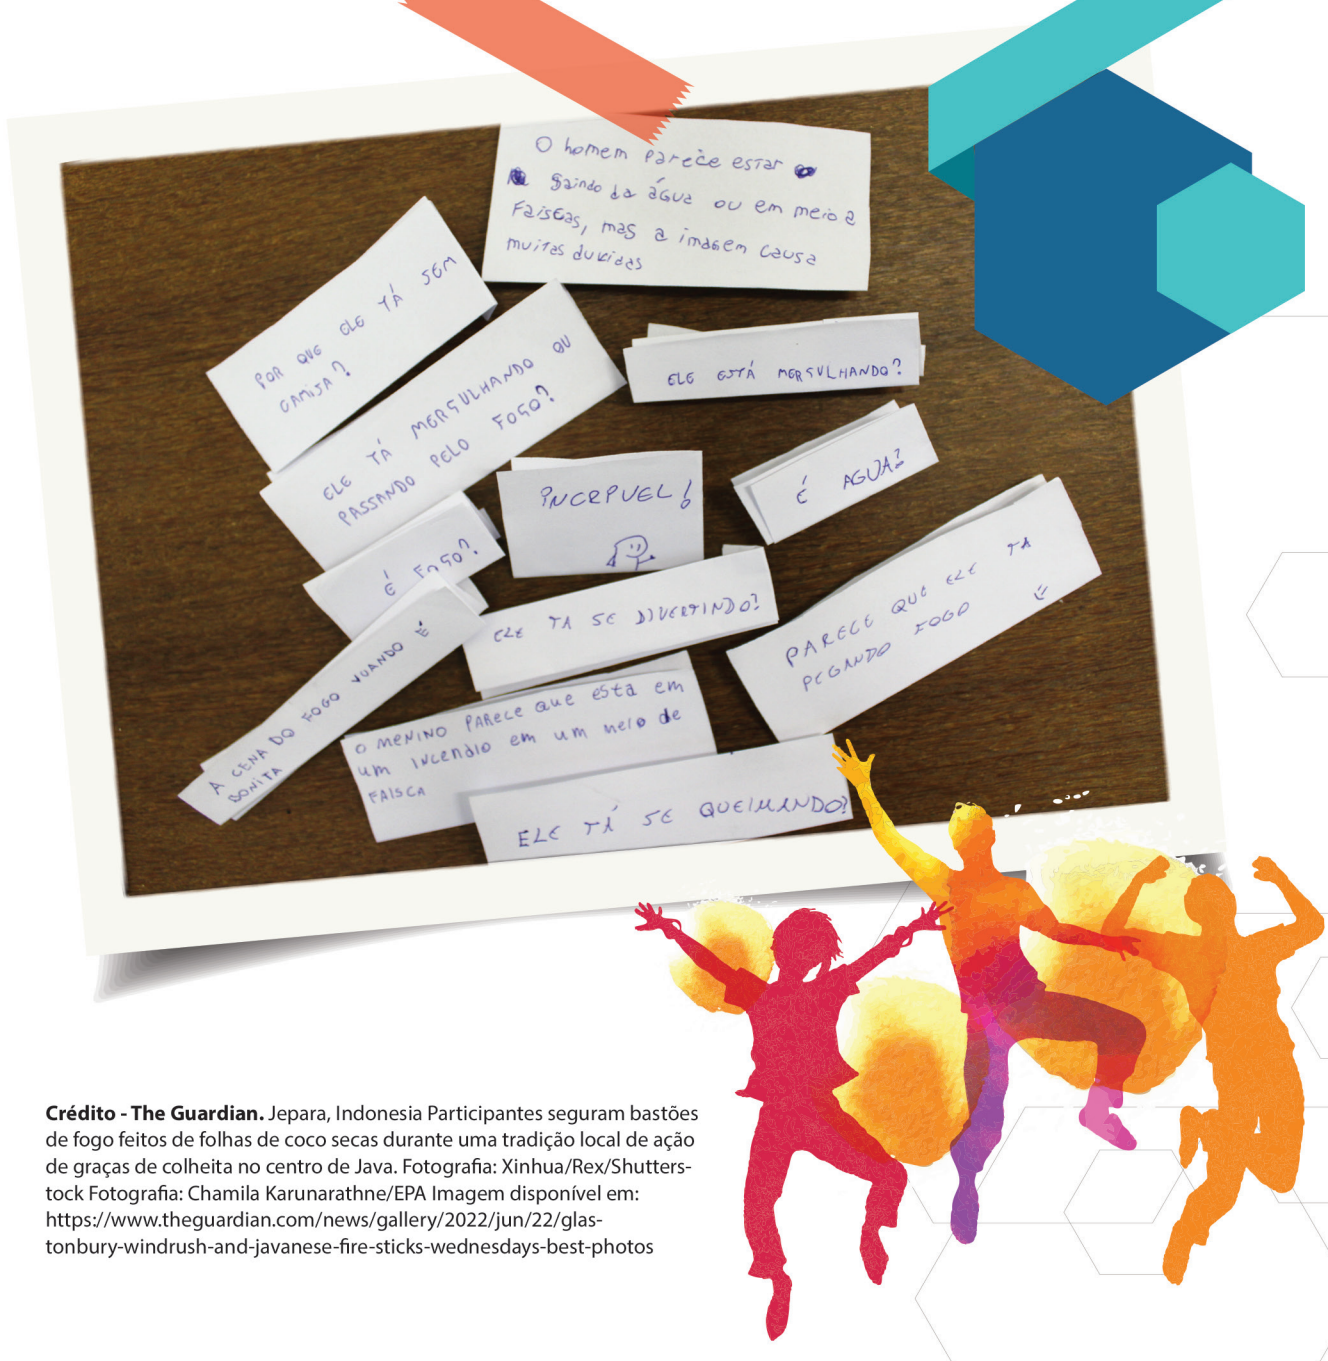 O homem parece estar
saindo da água ou em meio a
faiscas, mas a imagem causa
muitas duvidas
POR QUE ELE TÁ SEM
CAMISA?
ELE TÁ MERGULHANDO OU
PASSANDO PELO FOGO?
ELE ESTÁ MERGULHANDO?
INCRPVEL!
É AGUA?
É FOGO?
ELE TA SE DIVERTINDO?
PARECE QUE ELE TA
PEGANDO FOGO
A CENA DO FOGO VUANDO É
BONITA
O MENINO PARECE QUE ESTA EM
UM INCENDIO EM UM MEIO DE
FAISCA
ELE TÁ SE QUEIMANDO?
Crédito - The Guardian. Jepara, Indonesia Participantes seguram bastões
de fogo feitos de folhas de coco secas durante uma tradição local de ação
de graças de colheita no centro de Java. Fotografia: Xinhua/Rex/Shutters-
tock Fotografia: Chamila Karunarathne/EPA Imagem disponível em:
https://www.theguardian.com/news/gallery/2022/jun/22/glas-
tonbury-windrush-and-javanese-fire-sticks-wednesdays-best-photos